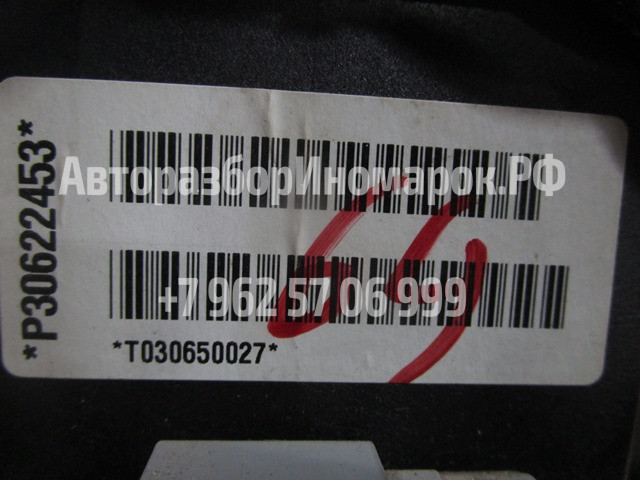 *P30622453*
АвторазборИномарок.РФ
+7 962 57 06 999
*T030650027*